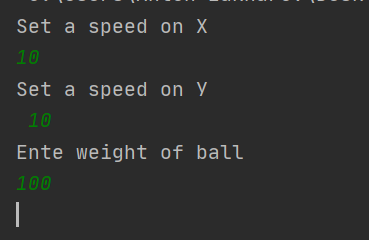 Set a speed on X
10
Set a speed on Y
10
Ente weight of ball
100